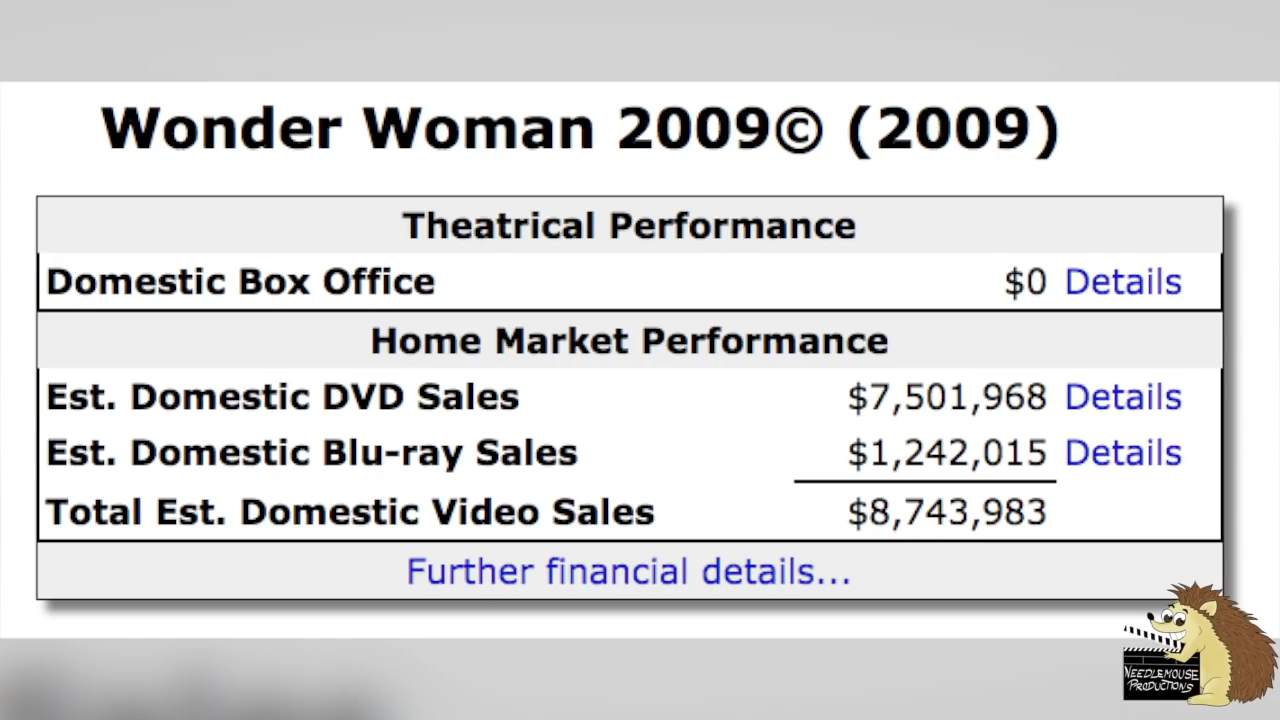 Wonder Woman 2009© (2009)
Theatrical Performance
Domestic Box Office $0 Details
Home Market Performance
Est. Domestic DVD Sales $7,501,968 Details
Est. Domestic Blu-ray Sales $1,242,015 Details
Total Est. Domestic Video Sales $8,743,983
Further financial details...
NEEDLEMOUSE
PRODUCTIONS